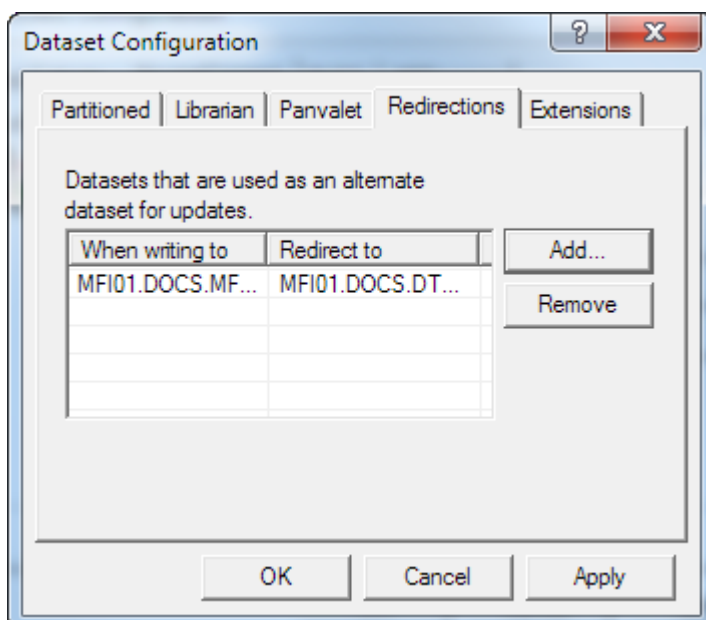 Dataset Configuration
Partitioned Librarian Panvalet Redirections Extensions
Datasets that are used as an alternate
dataset for updates.
When writing to Redirect to
MFI01.DOCS.MF... MFI01.DOCS.DT...
Add...
Remove
OK Cancel Apply